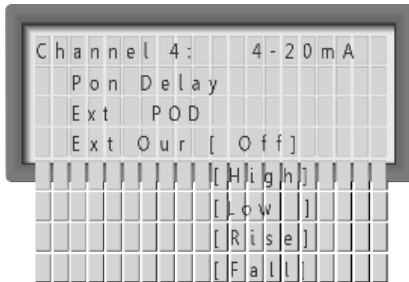 Channel 4: 4-20mA
Pon Delay
Ext POD
Ext Our [ Off]
[High]
[Low ]
[Rise]
[Fall]